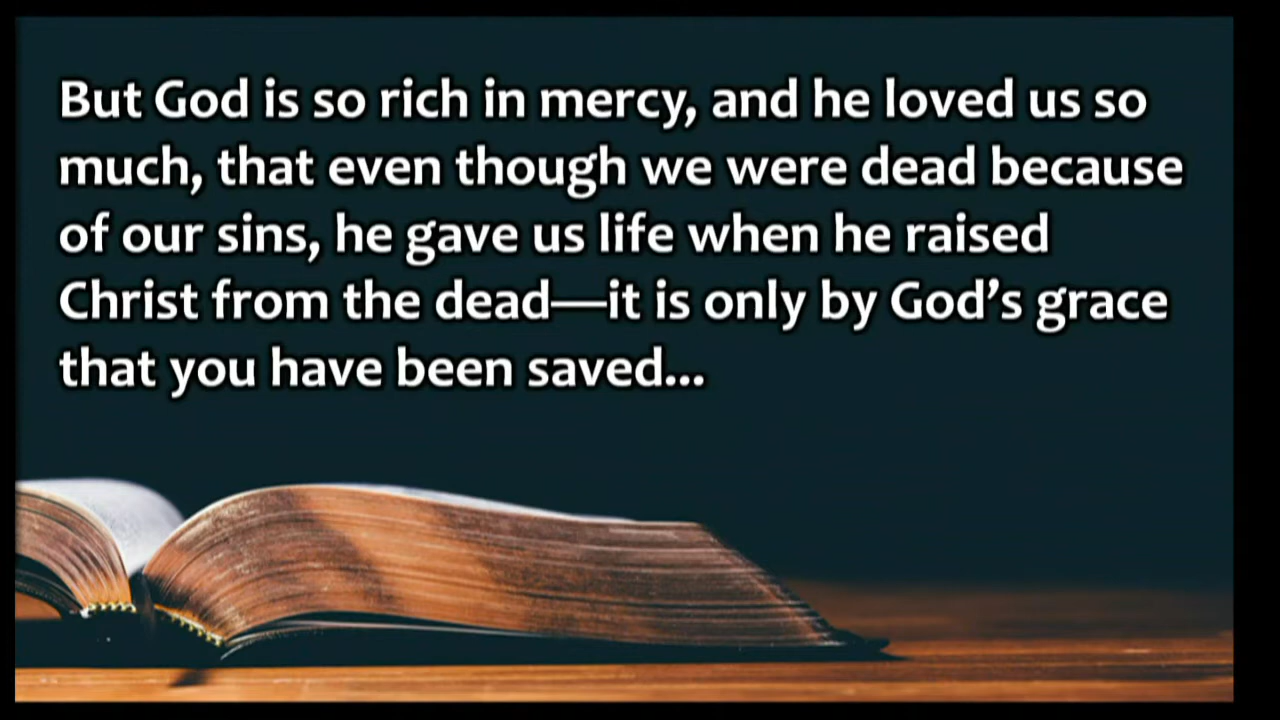 But God is so rich in mercy, and he loved us so
much, that even though we were dead because
of our sins, he gave us life when he raised
Christ from the dead—it is only by God’s grace
that you have been saved...